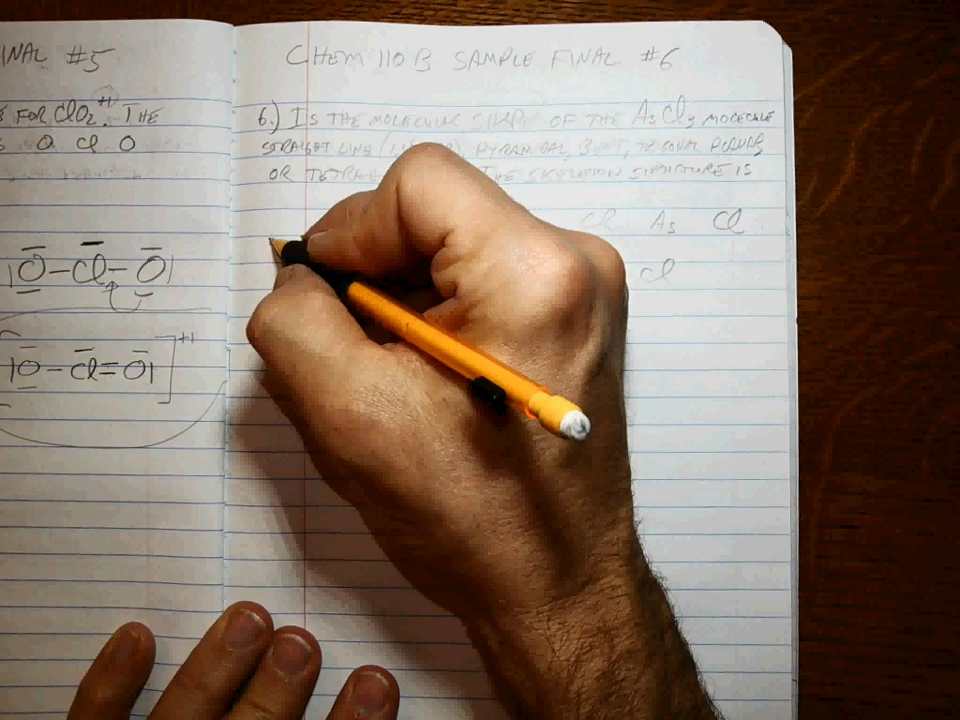 INAL #5
FOR ClO2+1. THE
O Cl O
|O-Cl-O|
|O-Cl=O|
+1
CHEM 110B SAMPLE FINAL #6
6.) IS THE MOLECULAR SHAPE OF THE AsCl3 MOLECULE
STRAIGHT LINE PYRAMIDAL, BENT, TRIGONAL PLANAR,
OR THE SKELETON STRUCTURE IS
Cl As Cl
Cl